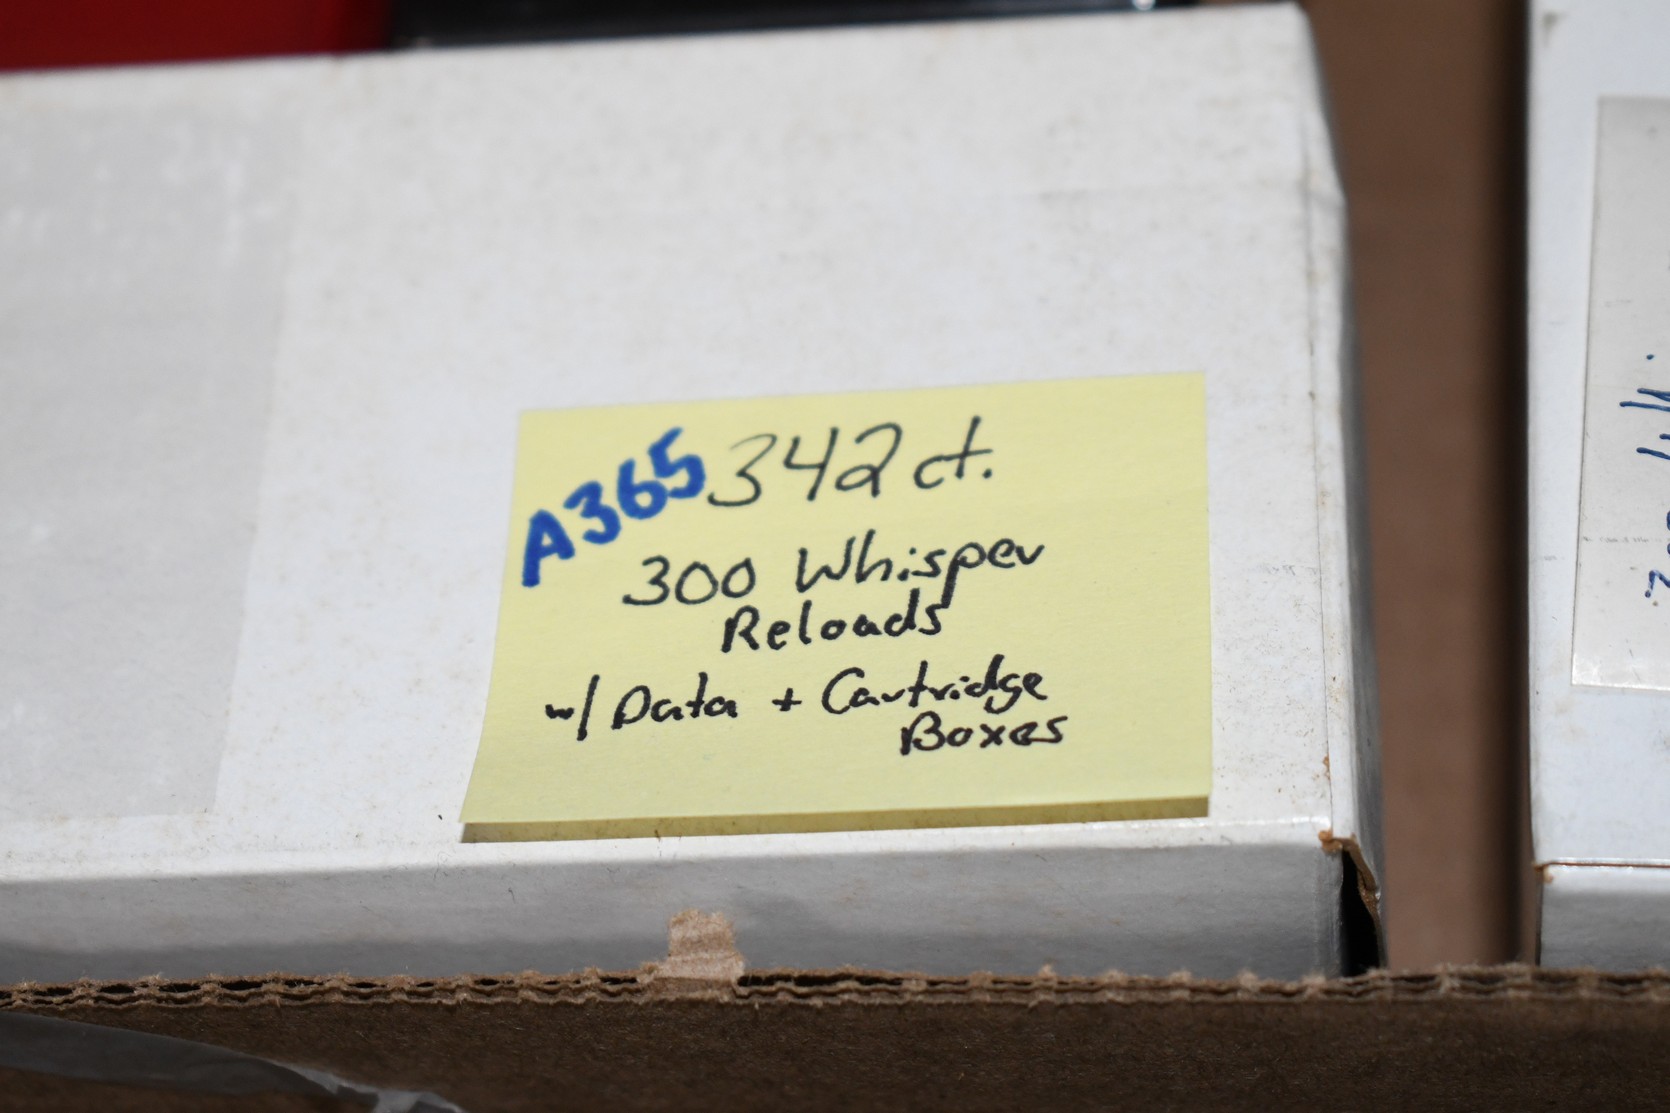 A365 342 ct.
300 Whisper
Reloads
w/ Data + Cartridge
Boxes